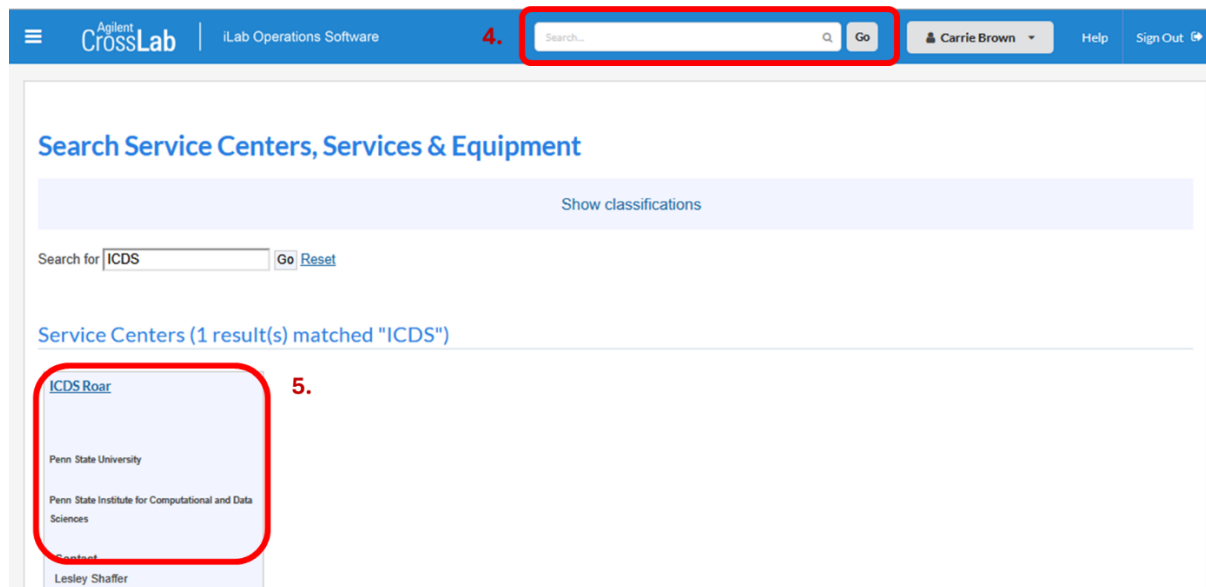 Agilent
CrossLab
iLab Operations Software
4.
Search...
Go
Carrie Brown
Help
Sign Out
Search Service Centers, Services & Equipment
Show classifications
Search for ICDS Go Reset
Service Centers (1 result(s) matched "ICDS")
ICDS Roar
5.
Penn State University
Penn State Institute for Computational and Data
Sciences
Contact
Lesley Shaffer